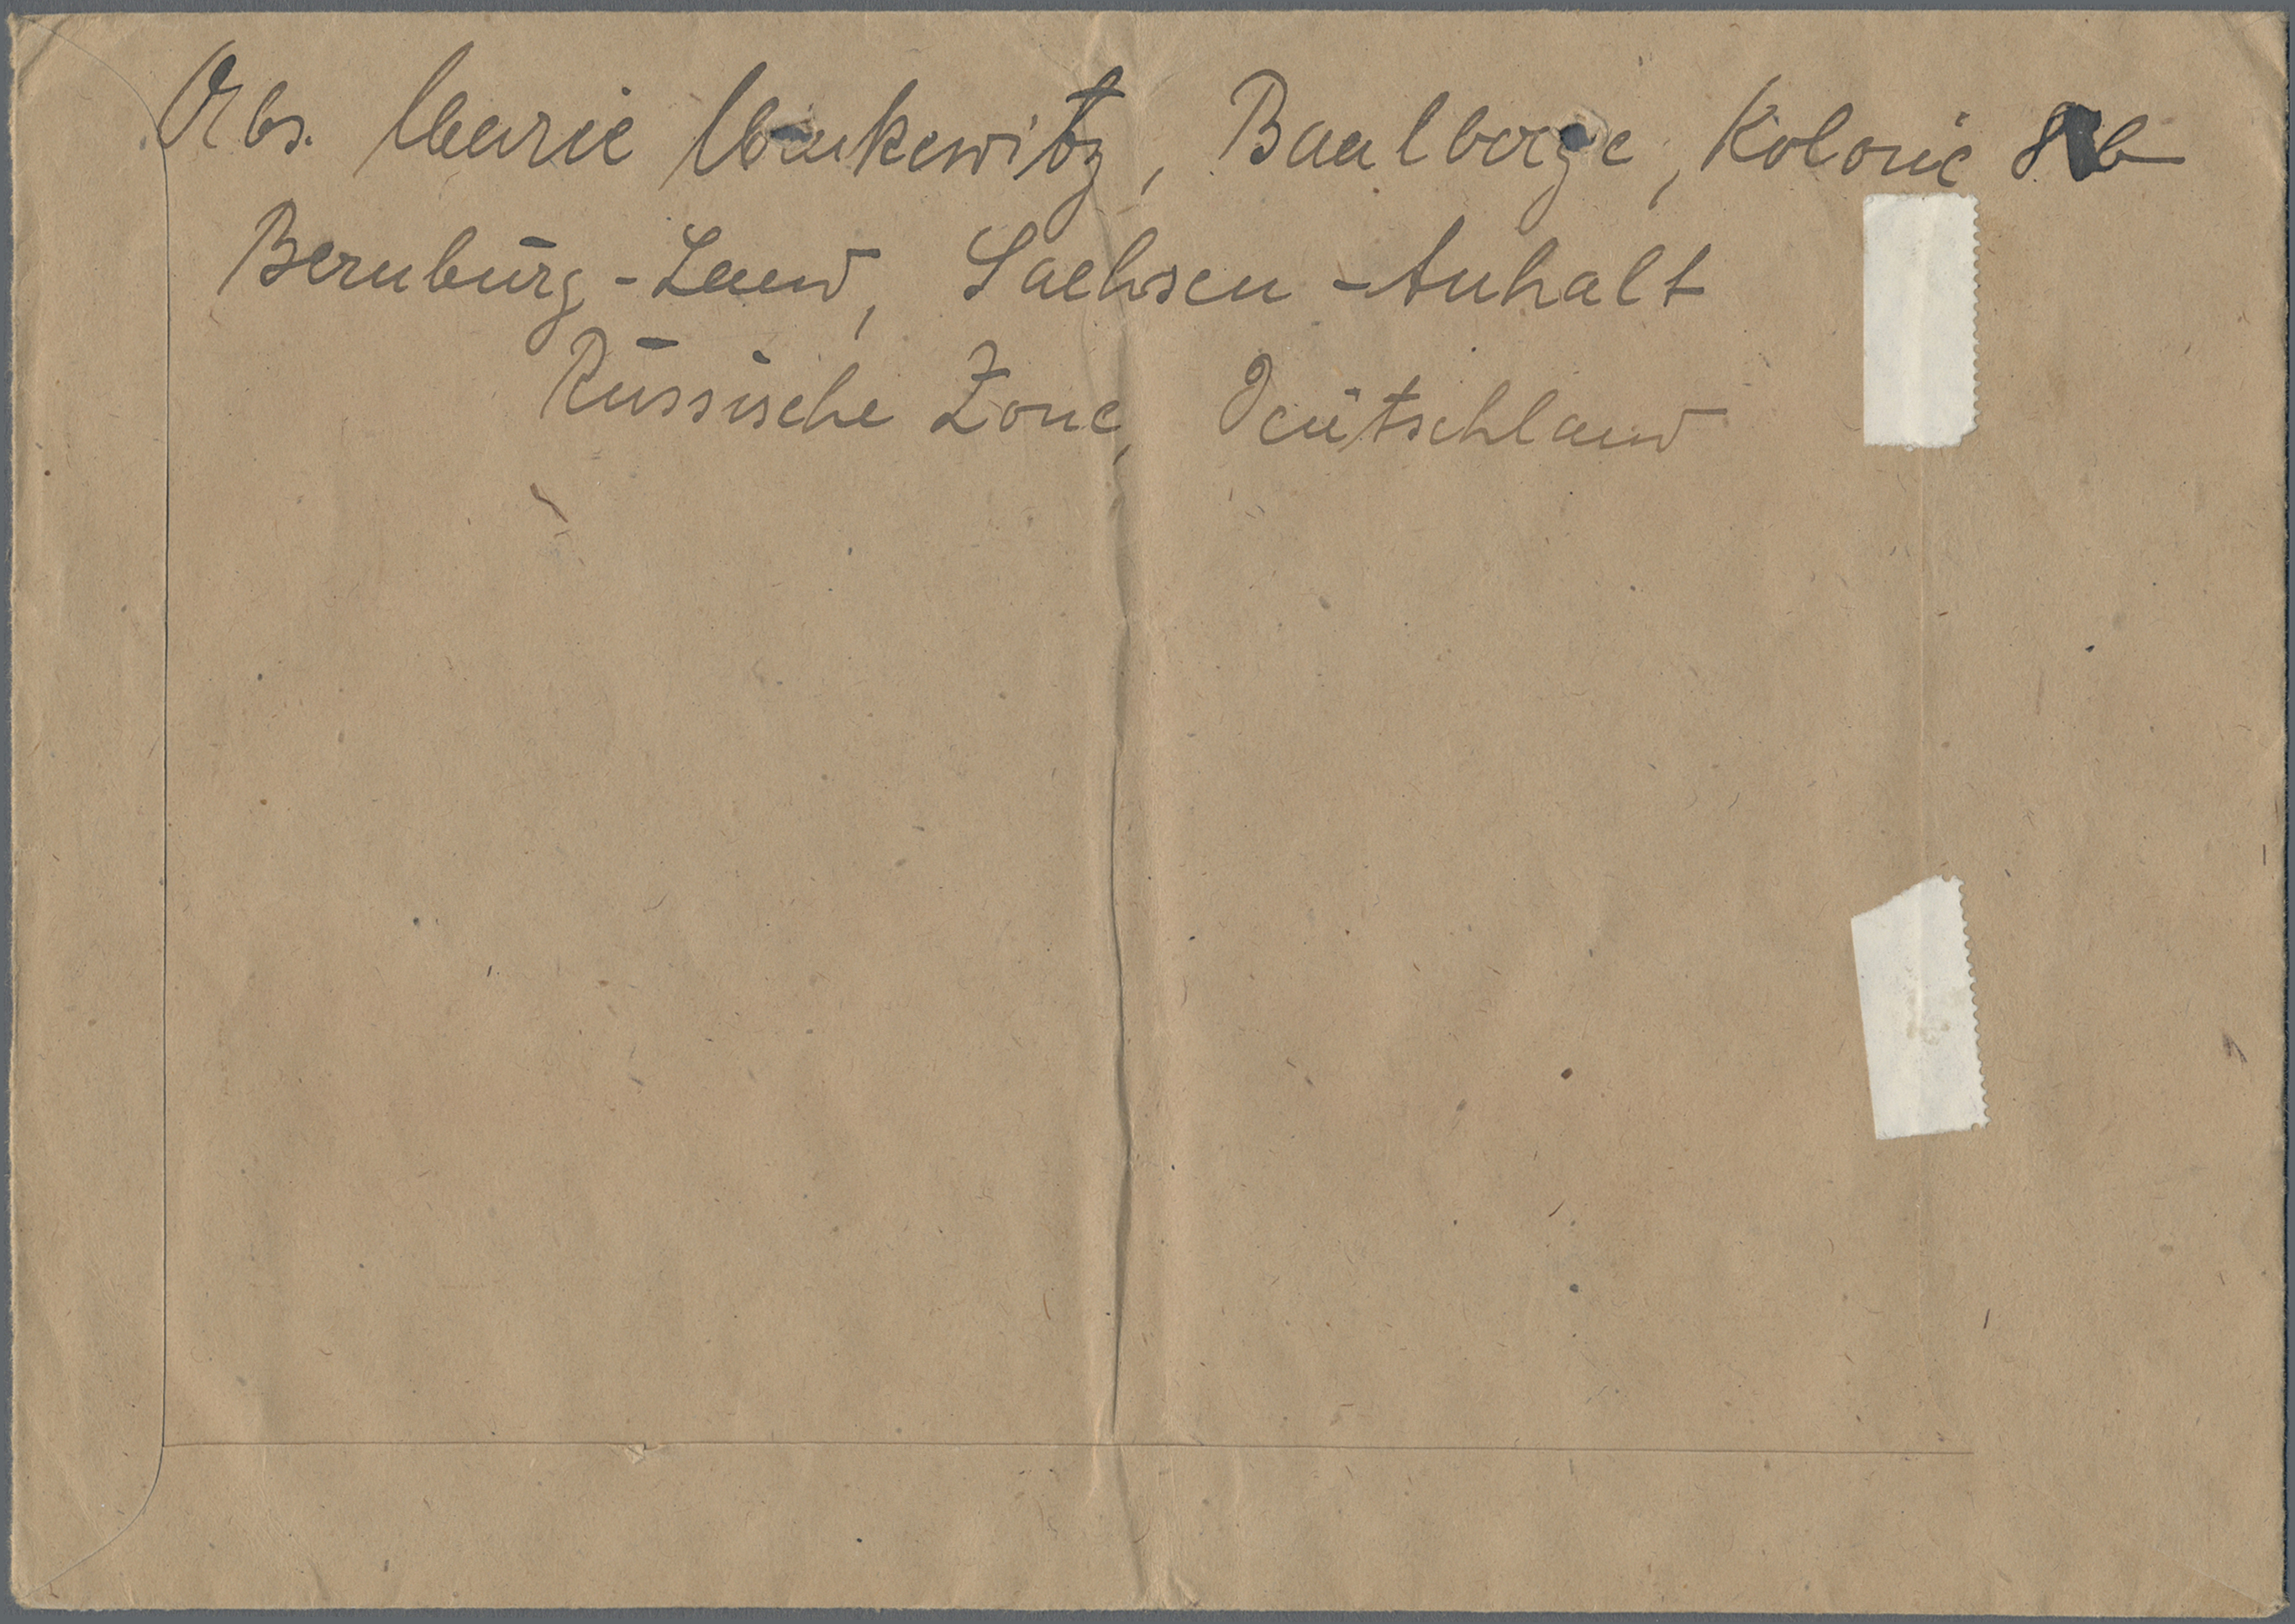 Abs. Marie Mankewitz, Baalberge, Kolonie 8b
Bernburg-Land, Sachsen-Anhalt
Russische Zone, Deutschland